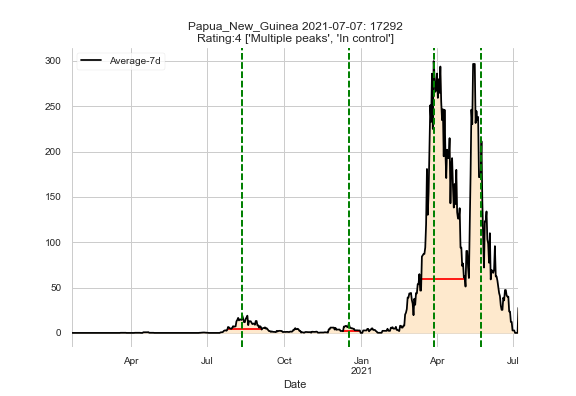 Papua_New_Guinea 2021-07-07: 17292
Rating:4 ['Multiple peaks', 'In control']
Average-7d
300
250
200
150
100
50
0
Apr
Jul
Oct
Jan
2021
Apr
Jul
Date